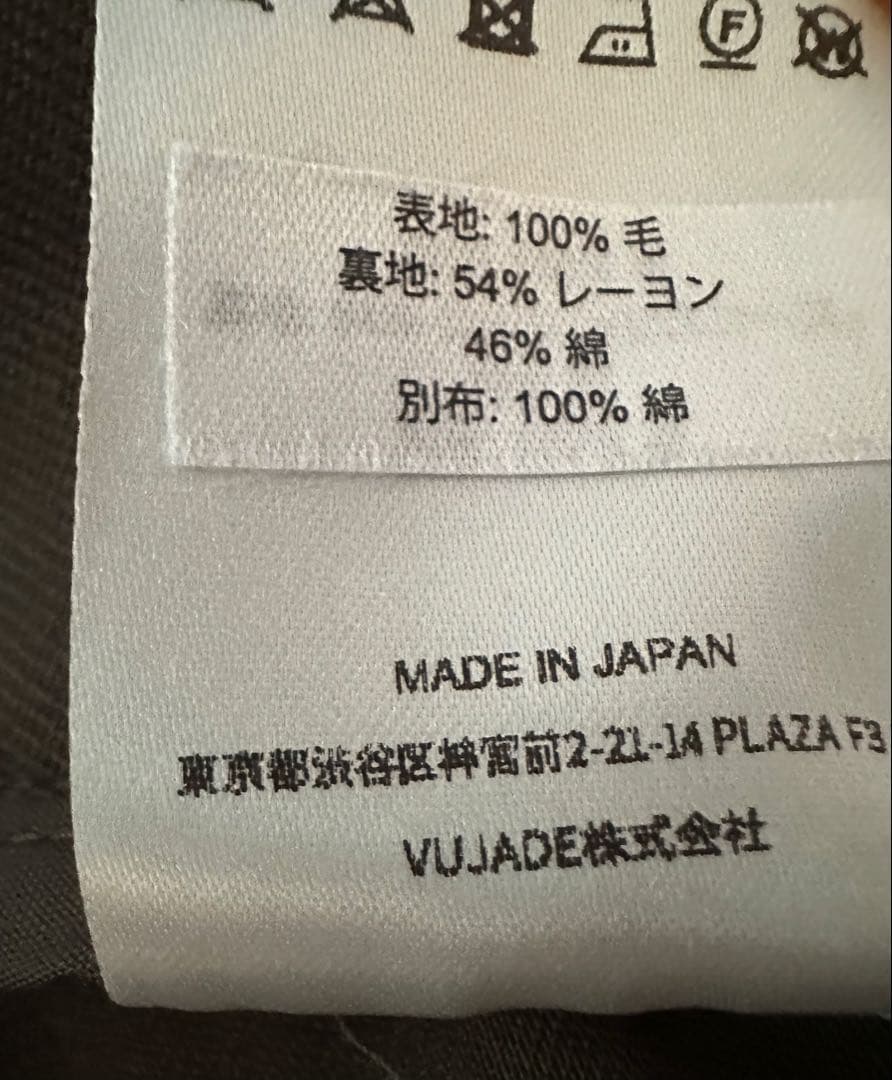 F
W
表地: 100% 毛
裏地: 54% レーヨン
46% 綿
別布: 100% 綿
MADE IN JAPAN
東京都渋谷区神宮前2-21-14 PLAZA F3
VUJADE株式会社